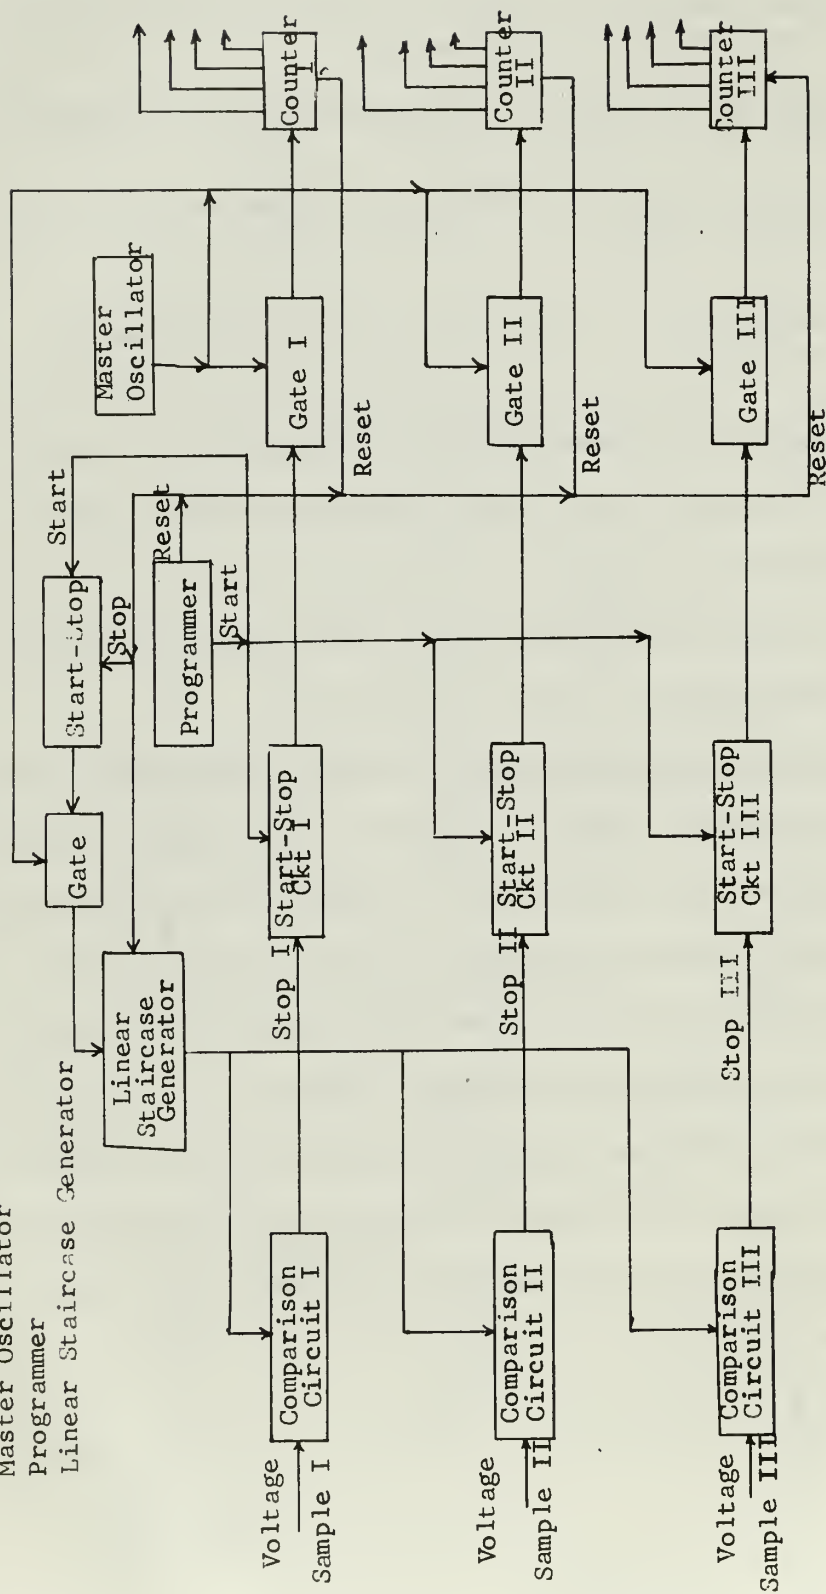 Master Oscillator
Programmer
Linear Staircase Generator
Gate
Start-Stop
Start
Stop
Linear
Staircase
Generator
Programmer
Reset
Start
Master
Oscillator
Voltage
Sample I
Comparison
Circuit I
Stop I
Start-Stop
Ckt I
Gate I
Counter
I
Reset
Voltage
Sample II
Comparison
Circuit II
Stop II
Start-Stop
Ckt II
Gate II
Counter
II
Reset
Voltage
Sample III
Comparison
Circuit III
Stop III
Start-Stop
Ckt III
Gate III
Counter
III
Reset